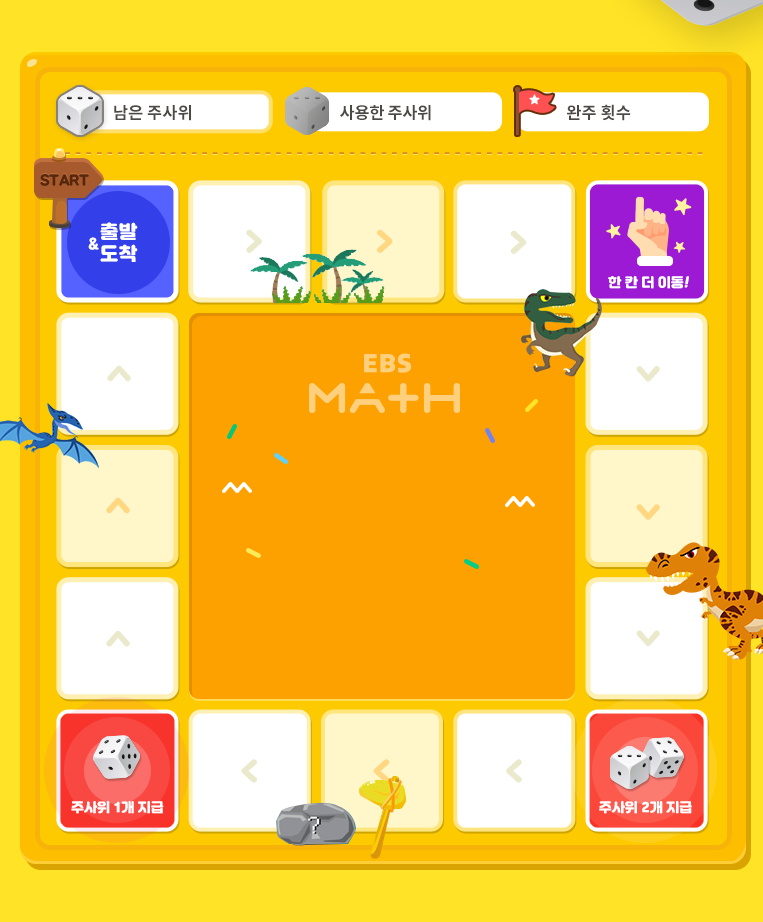 남은 주사위
사용한 주사위
완주 횟수
START
출발
&도착
한 칸 더 이동!
EBS
MATH
주사위 1개 지급
?
주사위 2개 지급